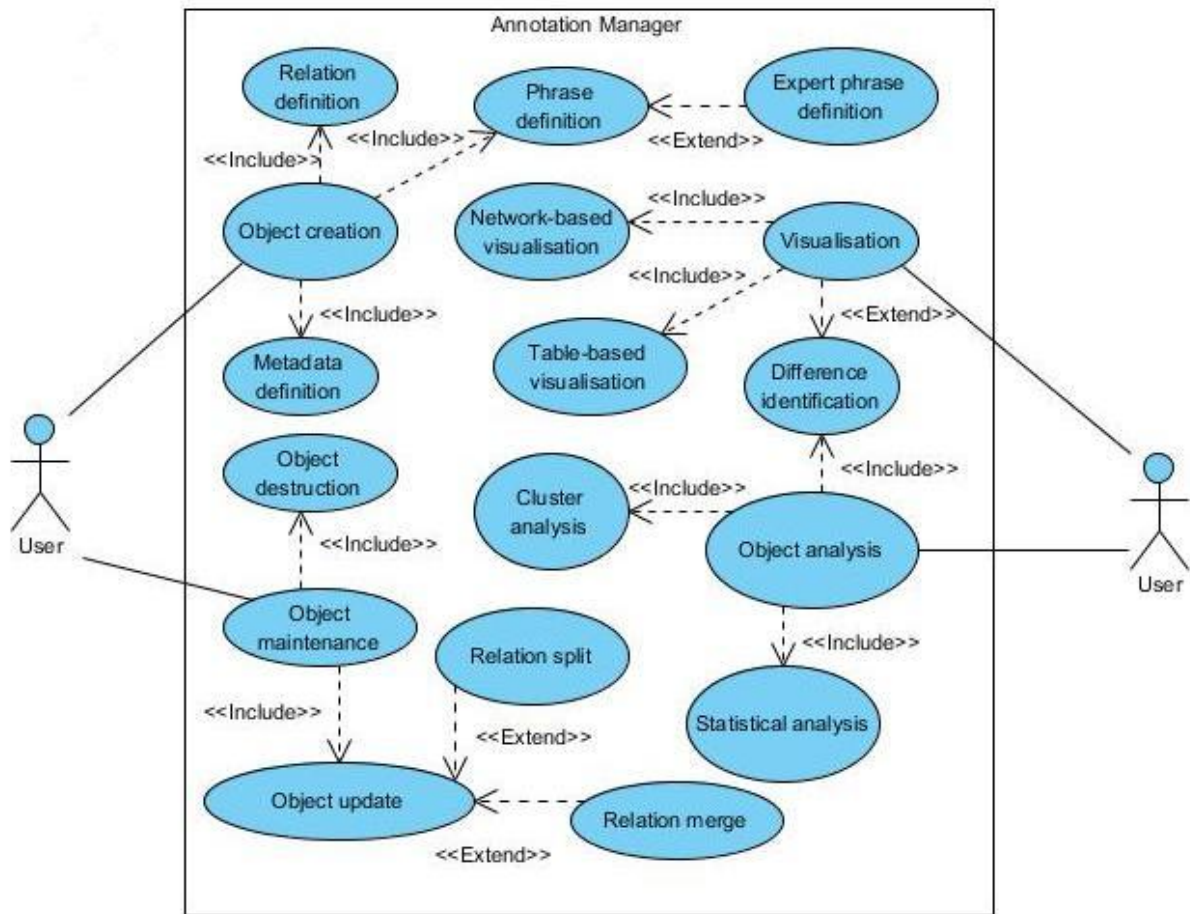 Annotation Manager
Relation
definition
Phrase
definition
Expert phrase
definition
<<Include>>
<<Include>>
<<Extend>>
Object creation
Network-based
visualisation
<<Include>>
Visualisation
<<Include>>
<<Include>>
<<Extend>>
Metadata
definition
Table-based
visualisation
Difference
identification
Object
destruction
Cluster
analysis
<<Include>>
<<Include>>
Object analysis
User
User
<<Include>>
Object
maintenance
Relation split
<<Include>>
<<Include>>
<<Extend>>
Statistical analysis
Object update
Relation merge
<<Extend>>